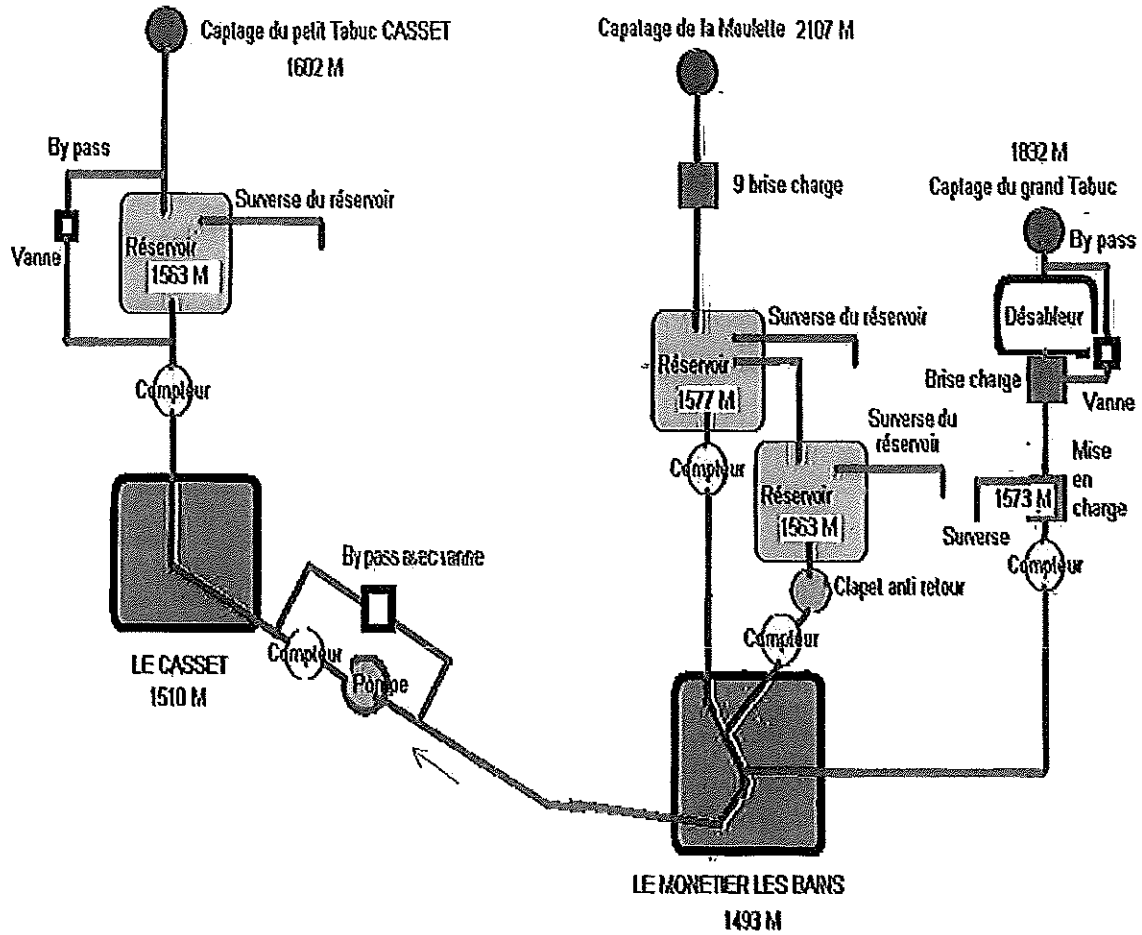 Captage du petit Tabuc CASSET
1602 M
By pass
Surverse du réservoir
Vanne
Réservoir
1563 M
Compteur
LE CASSET
1510 M
By pass avec vanne
Compteur
Pompe
Capatage de la Moulette 2107 M
9 brise charge
Surverse du réservoir
Réservoir
1577 M
Compteur
Surverse du
réservoir
Réservoir
1563 M
Clapet anti retour
Compteur
1832 M
Captage du grand Tabuc
By pass
Désableur
Brise charge
Vanne
Mise
en
charge
1573 M
Surverse
Compteur
LE MONETIER LES BAINS
1493 M